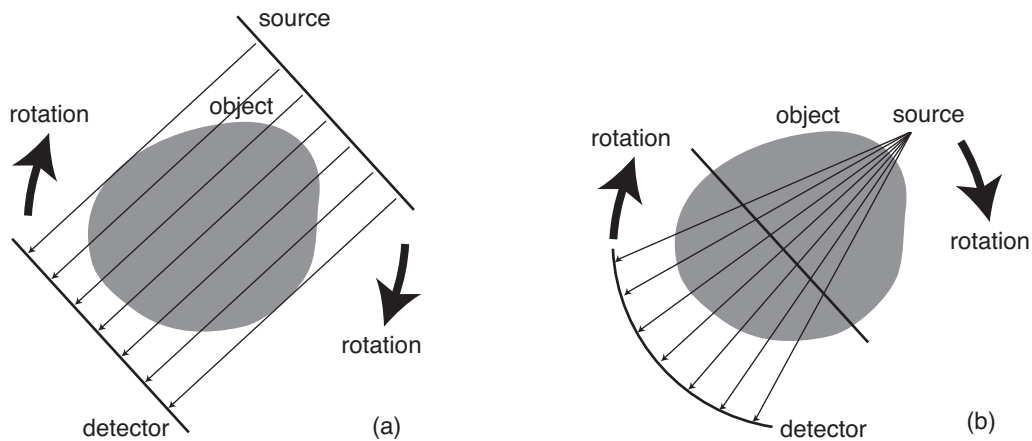 source
object
rotation
rotation
detector
(a)
object
source
rotation
rotation
detector
(b)